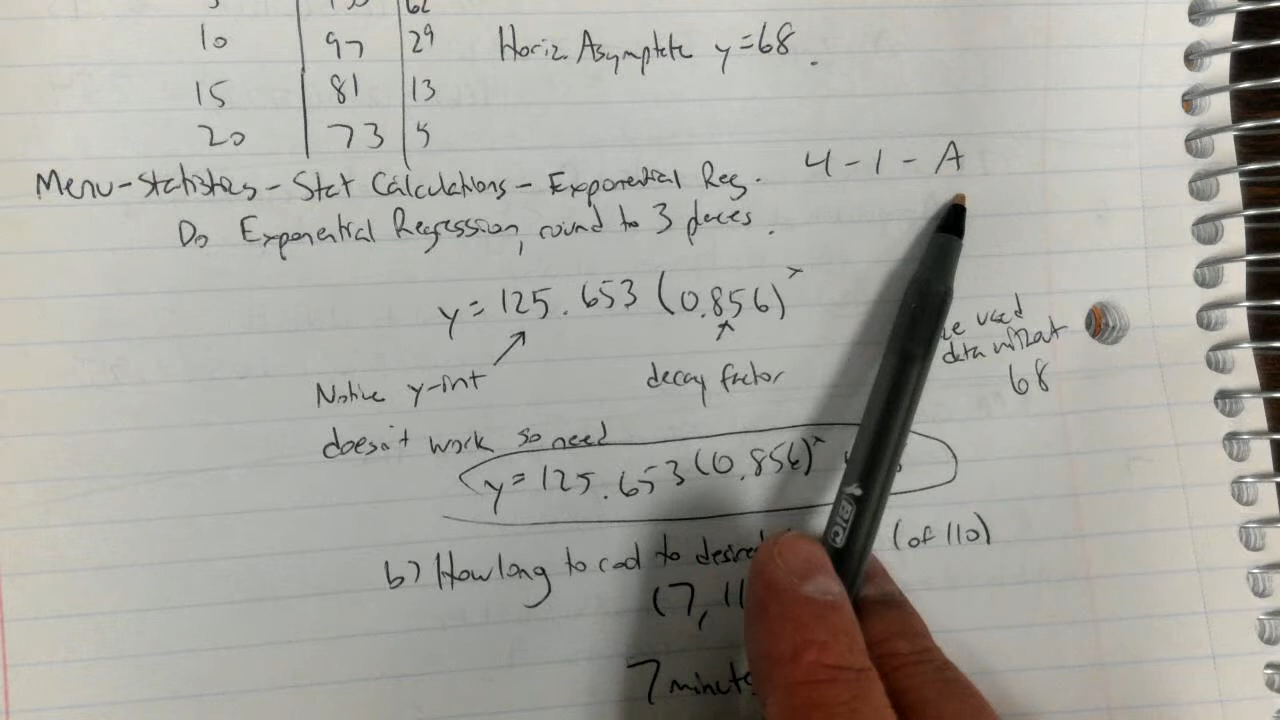 10 97 29
Horiz. Asymptote y=68.
15 81 13
20 73 5
Menu-Statistics-Stat Calculations-Exponential Reg. 4-1-A
Do Exponential Regression, round to 3 places.
y=125.653(0.856)^x
Notice y-int
decay factor
used
data without
68
doesn't work so need
y=125.653(0.856)^x
b) How long to cool to desired (of 110)
(7, 11
7 minute
BIC